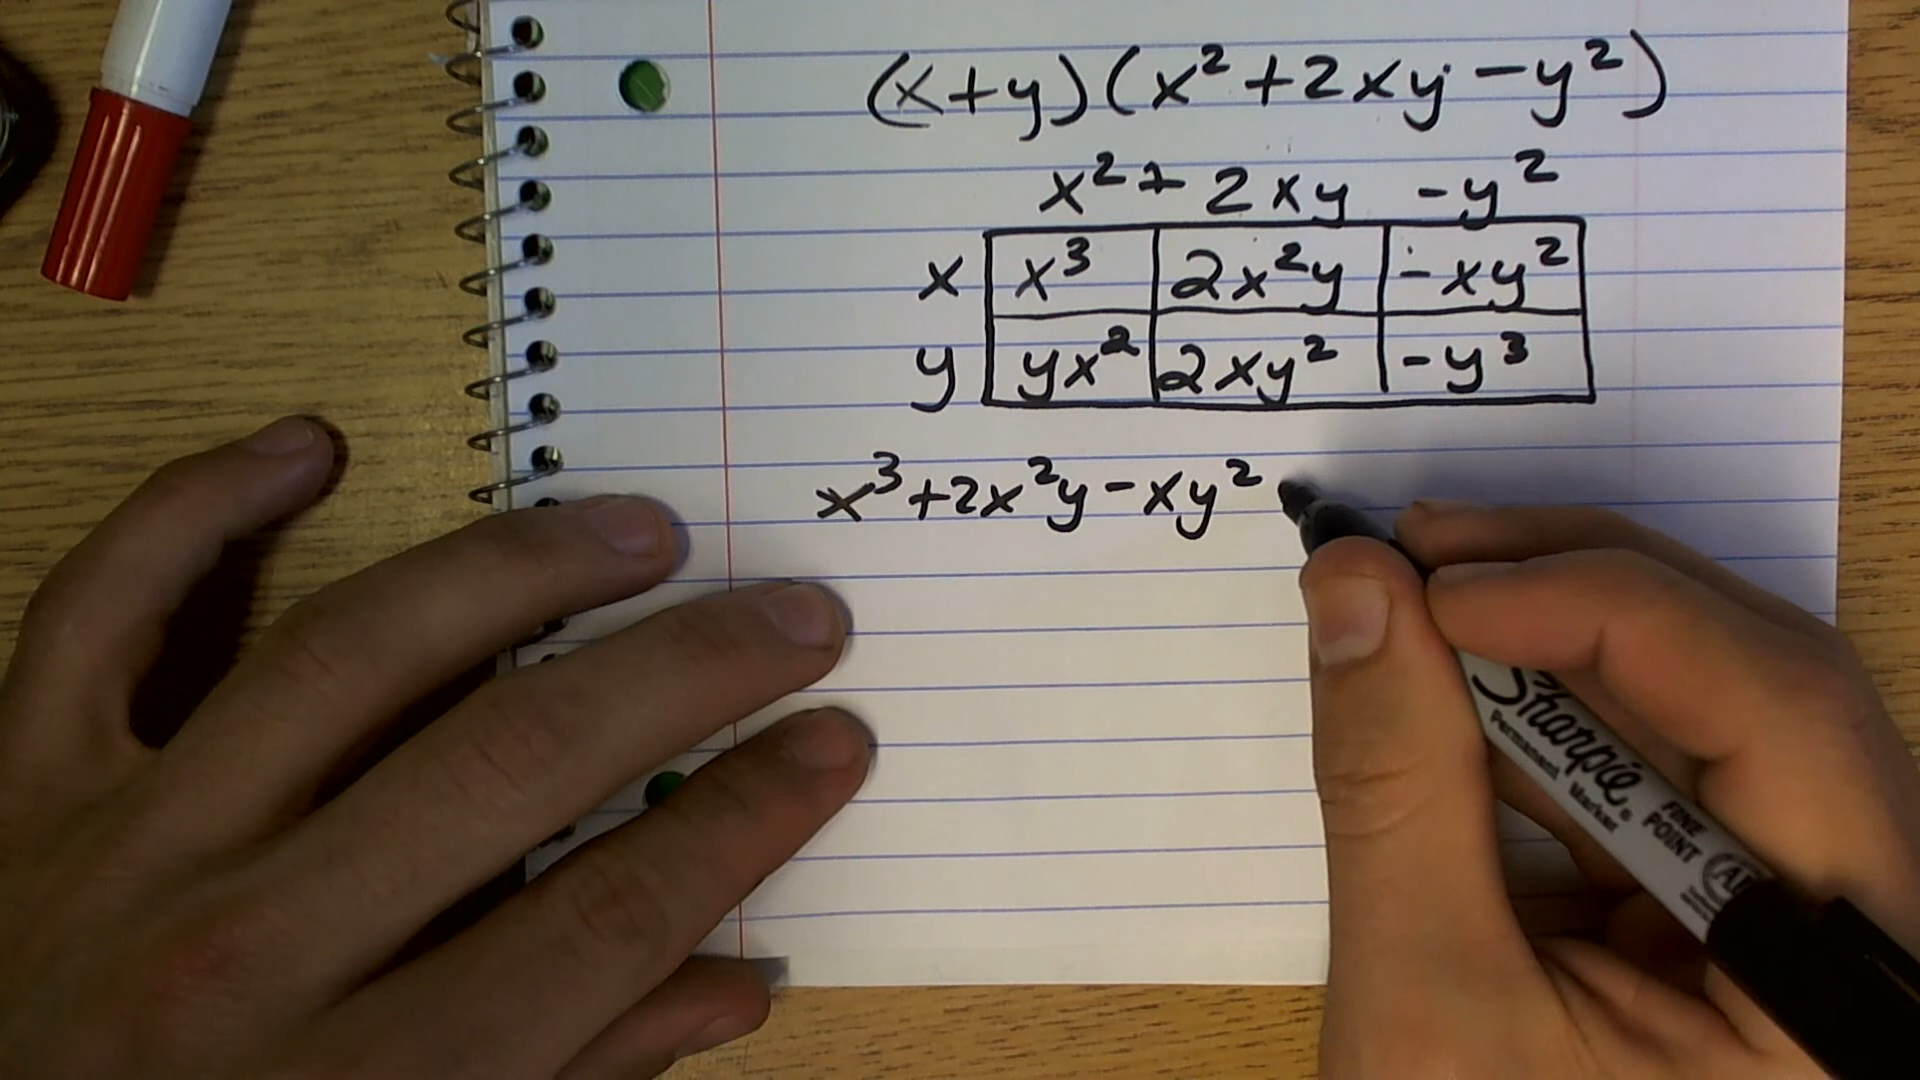 (x+y)(x²+2xy-y²)
x²+ 2xy -y²
x x³ 2x²y -xy²
y yx² 2xy² -y³
x³+2x²y-xy²
Sharpie.
Permanent Marker
FINE POINT
AP